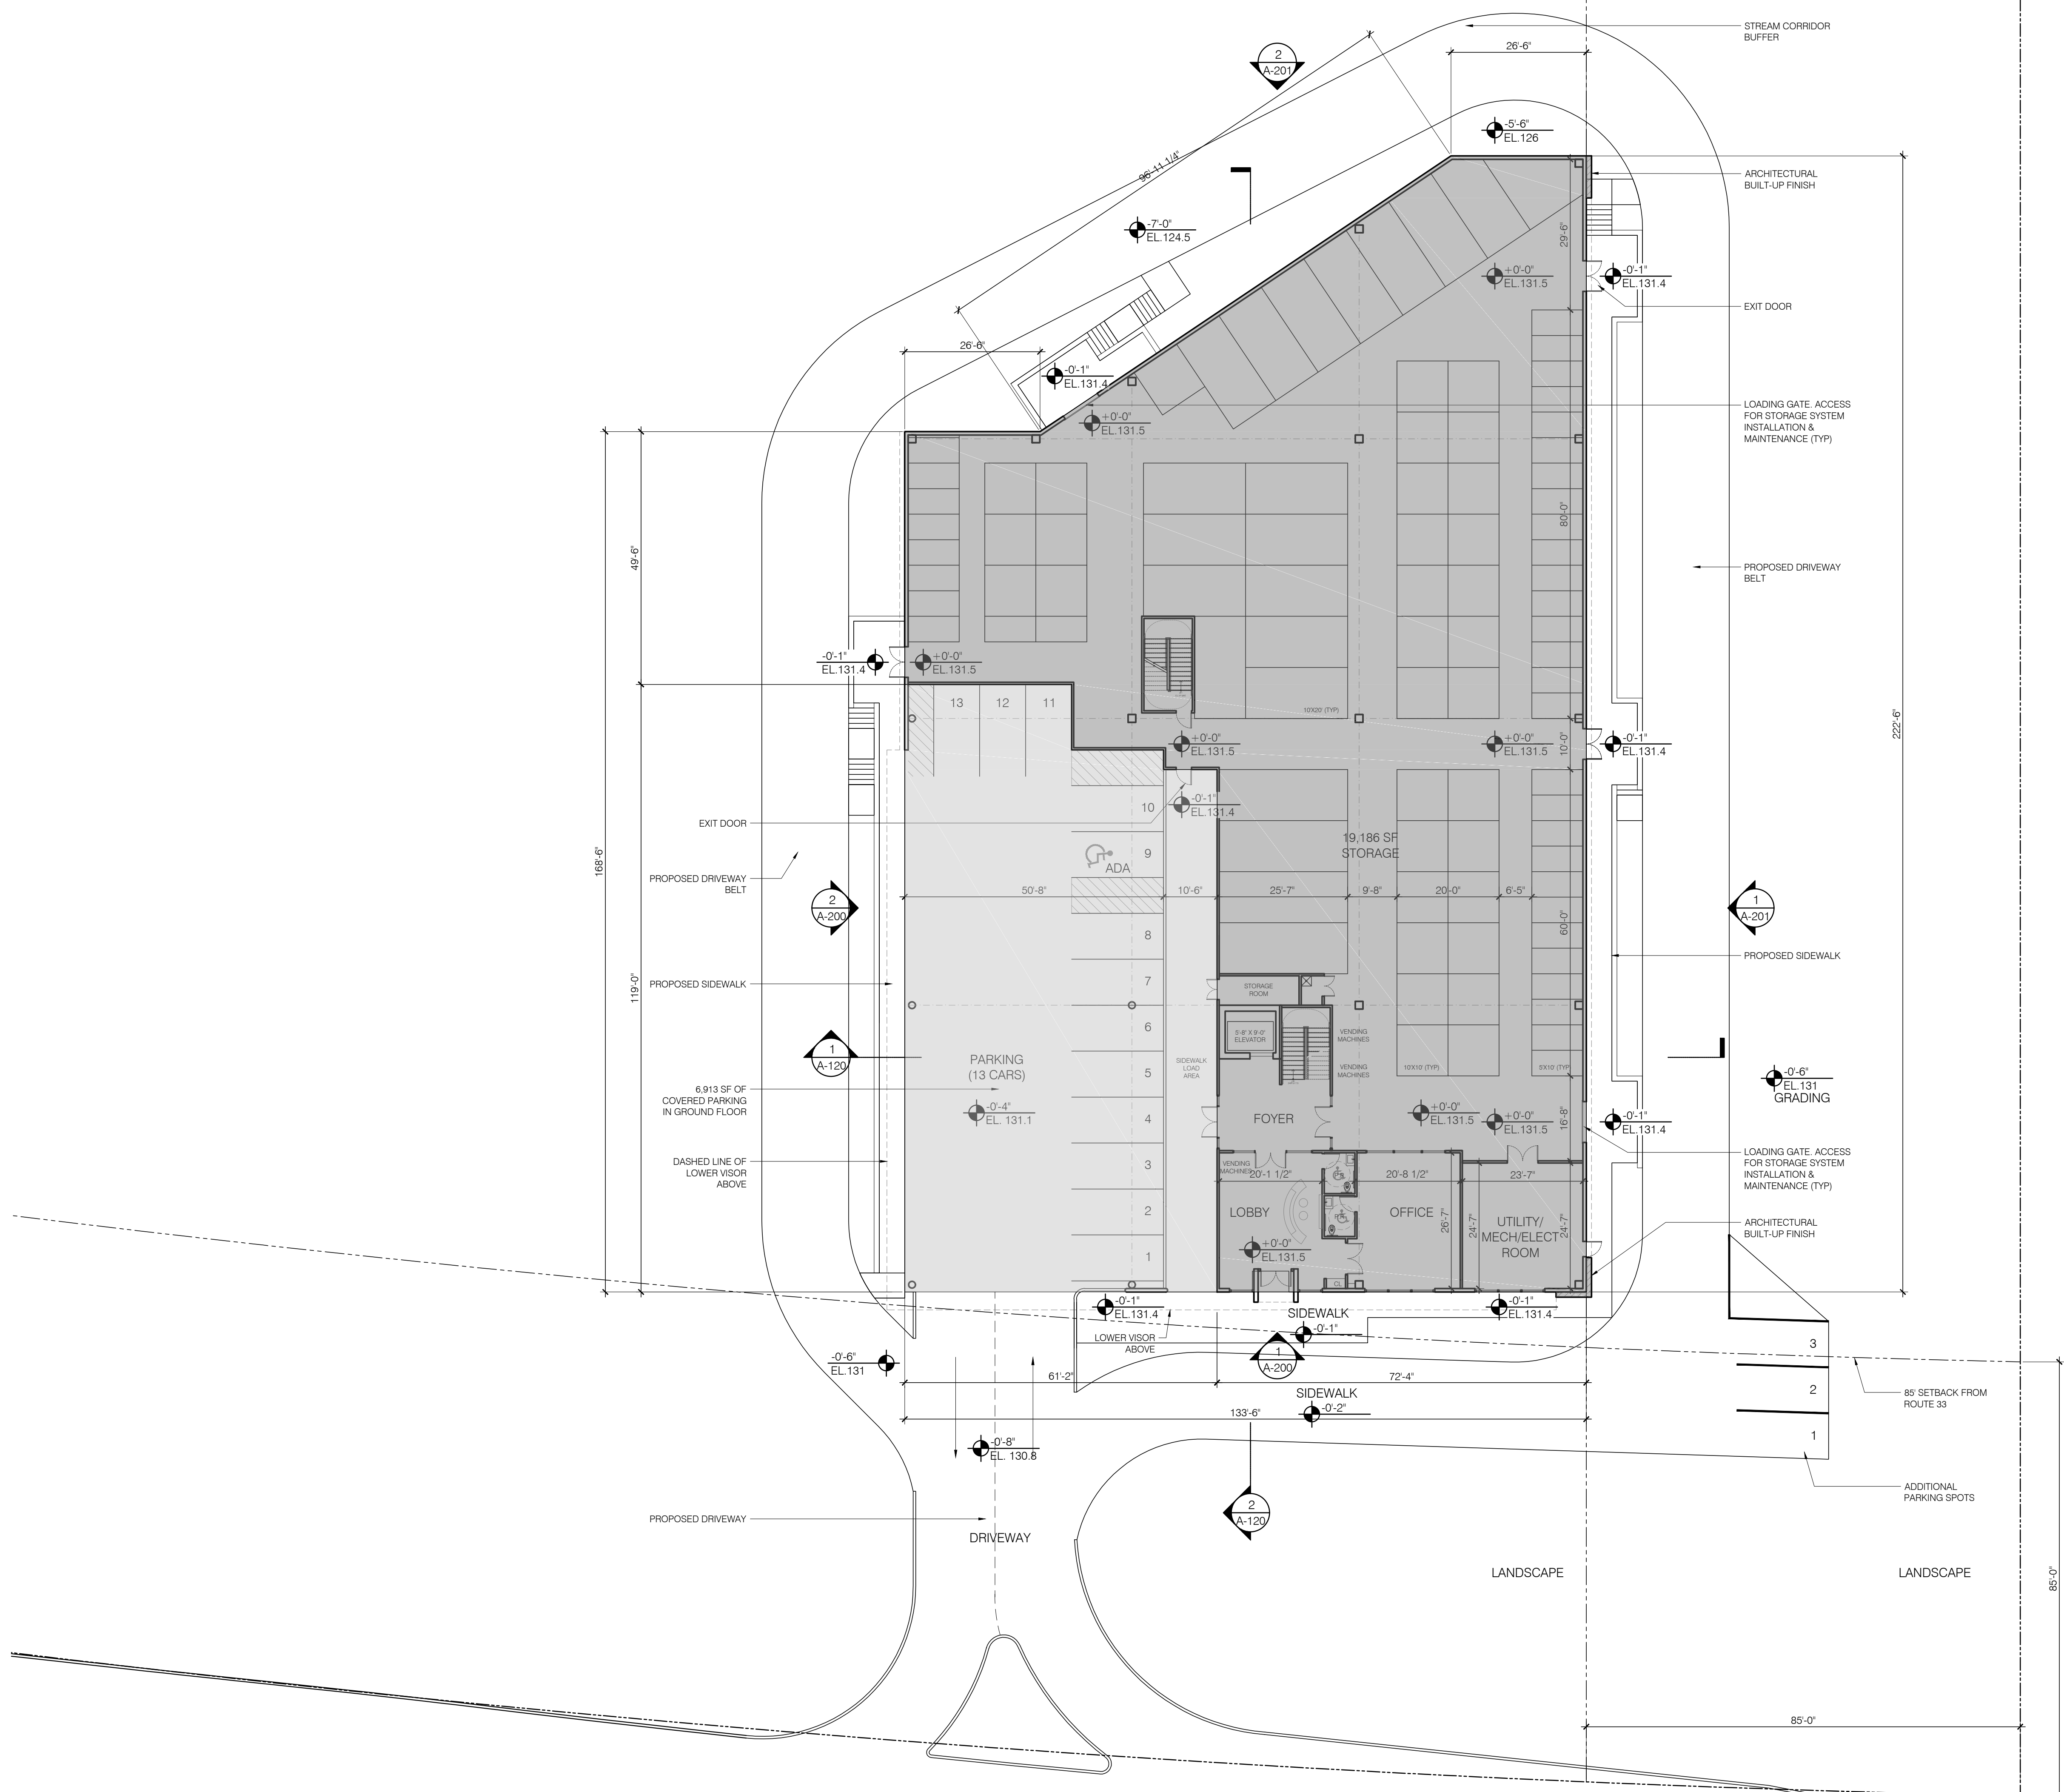 STREAM CORRIDOR
BUFFER
26'-6"
2
A-201
-5'-6"
EL.126
96'-11 1/4"
ARCHITECTURAL
BUILT-UP FINISH
-7'-0"
EL.124.5
29'-6"
+0'-0"
EL.131.5
-0'-1"
EL.131.4
EXIT DOOR
26'-6"
-0'-1"
EL.131.4
+0'-0"
EL.131.5
LOADING GATE. ACCESS
FOR STORAGE SYSTEM
INSTALLATION &
MAINTENANCE (TYP)
80'-0"
49'-6"
PROPOSED DRIVEWAY
BELT
-0'-1"
EL.131.4
+0'-0"
EL.131.5
13
12
11
10'X20' (TYP)
222'-6"
+0'-0"
EL.131.5
+0'-0"
EL.131.5
10'-0"
-0'-1"
EL.131.4
10
-0'-1"
EL.131.4
EXIT DOOR
19,186 SF
STORAGE
168'-6"
9
ADA
PROPOSED DRIVEWAY
BELT
50'-8"
10'-6"
25'-7"
9'-8"
20'-0"
6'-5"
60'-0"
2
A-200
1
A-201
8
PROPOSED SIDEWALK
119'-0"
PROPOSED SIDEWALK
7
STORAGE
ROOM
6
5'-8" X 9'-0"
ELEVATOR
VENDING
MACHINES
1
A-120
PARKING
(13 CARS)
SIDEWALK
LOAD
AREA
5
VENDING
MACHINES
10'X10' (TYP)
5'X10' (TYP)
-0'-6"
EL.131
GRADING
6,913 SF OF
COVERED PARKING
IN GROUND FLOOR
-0'-4"
EL. 131.1
4
FOYER
+0'-0"
EL.131.5
+0'-0"
EL.131.5
16'-8"
-0'-1"
EL.131.4
DASHED LINE OF
LOWER VISOR
ABOVE
3
VENDING
MACHINES
20'-1 1/2"
20'-8 1/2"
23'-7"
LOADING GATE. ACCESS
FOR STORAGE SYSTEM
INSTALLATION &
MAINTENANCE (TYP)
2
LOBBY
OFFICE
26'-7"
24'-7"
UTILITY/
MECH/ELECT
ROOM
24'-7"
ARCHITECTURAL
BUILT-UP FINISH
1
+0'-0"
EL.131.5
CL
-0'-1"
EL.131.4
-0'-1"
EL.131.4
SIDEWALK
-0'-1"
LOWER VISOR
ABOVE
1
A-200
3
-0'-6"
EL.131
61'-2"
72'-4"
SIDEWALK
-0'-2"
2
85' SETBACK FROM
ROUTE 33
133'-6"
1
-0'-8"
EL. 130.8
ADDITIONAL
PARKING SPOTS
2
A-120
PROPOSED DRIVEWAY
DRIVEWAY
LANDSCAPE
LANDSCAPE
85'-0"
85'-0"